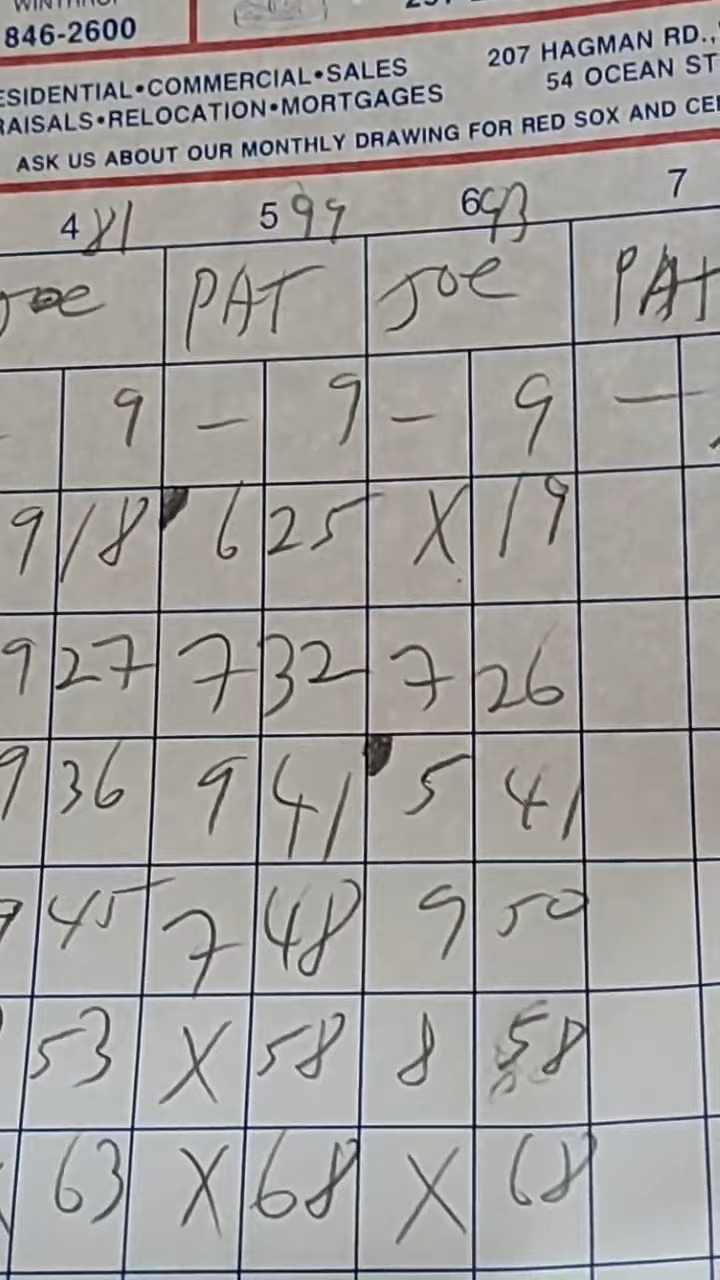 846-2600
ESIDENTIAL•COMMERCIAL•SALES
RAISALS•RELOCATION•MORTGAGES
207 HAGMAN RD.,
54 OCEAN ST
ASK US ABOUT OUR MONTHLY DRAWING FOR RED SOX AND CE
4 81 5 99 6 93 7
Joe PAT Joe PAT
9 – 9 – 9 —
9 18 6 25 X 19
9 27 7 32 7 26
9 36 9 41 5 41
45 7 48 9 50
53 X 58 8 58
63 X 68 X 68